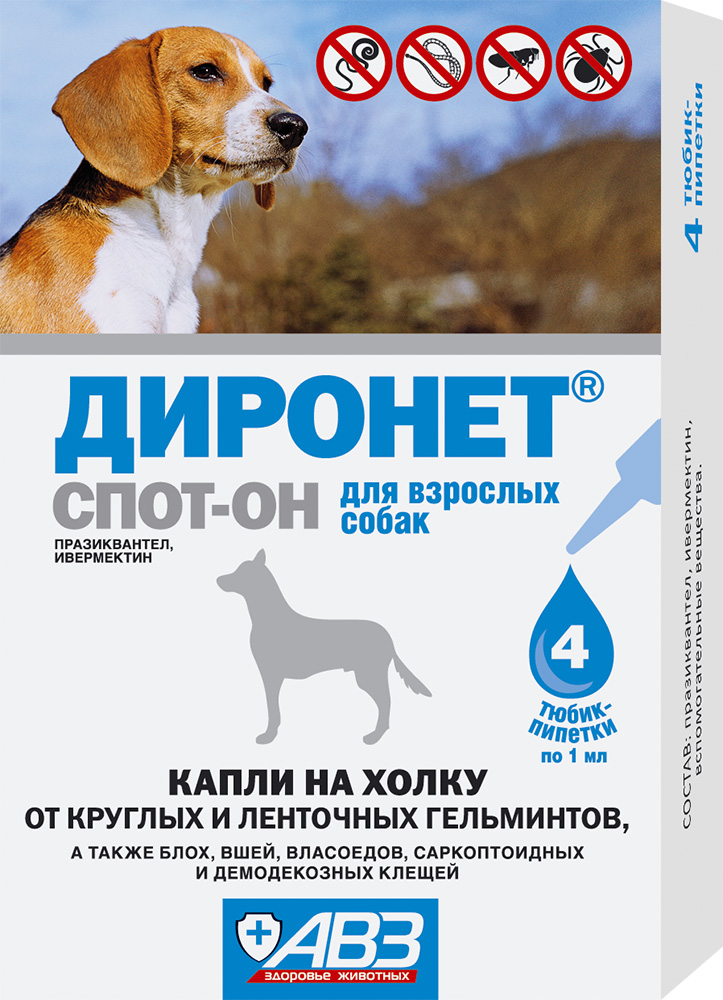 ДИРОНЕТ®
СПОТ-ОН
для взрослых
собак
ПРАЗИКВАНТЕЛ,
ИВЕРМЕКТИН
4
ТЮБИК-
ПИПЕТКИ
по 1 мл
КАПЛИ НА ХОЛКУ
ОТ КРУГЛЫХ И ЛЕНТОЧНЫХ ГЕЛЬМИНТОВ,
А ТАКЖЕ БЛОХ, ВШЕЙ, ВЛАСОЕДОВ, САРКОПТОИДНЫХ
И ДЕМОДЕКОЗНЫХ КЛЕЩЕЙ
АВЗ
ЗДОРОВЬЕ ЖИВОТНЫХ
4 ТЮБИК-
ПИПЕТКИ
СОСТАВ: празиквантел, ивермектин,
вспомогательные вещества.